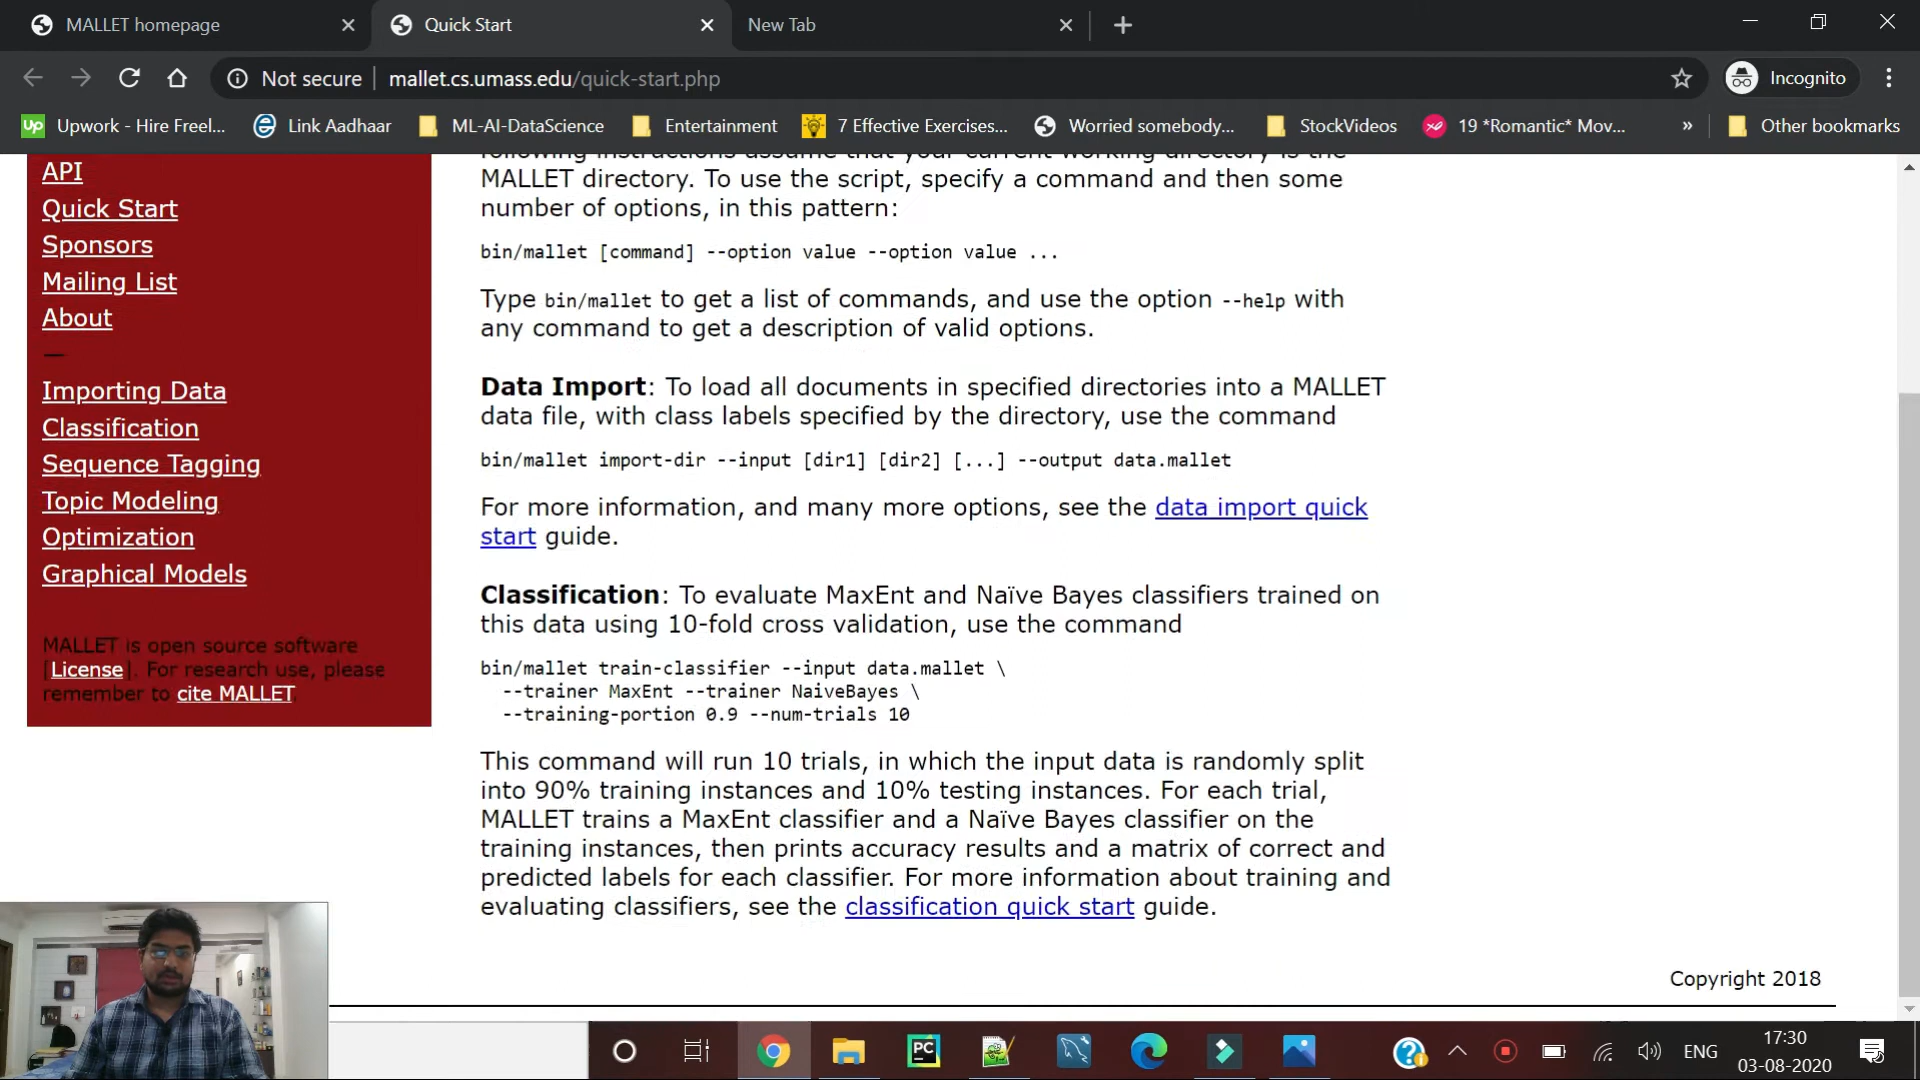 MALLET homepage
Quick Start
New Tab
Not secure
mallet.cs.umass.edu/quick-start.php
Incognito
Upwork - Hire Freel...
Link Aadhaar
ML-AI-DataScience
Entertainment
7 Effective Exercises...
Worried somebody...
StockVideos
19 *Romantic* Mov...
»
Other bookmarks
API
Quick Start
Sponsors
Mailing List
About
—
Importing Data
Classification
Sequence Tagging
Topic Modeling
Optimization
Graphical Models
MALLET is open source software
[License]. For research use, please
remember to cite MALLET.
following instructions assume that your current working directory is the
MALLET directory. To use the script, specify a command and then some
number of options, in this pattern:
bin/mallet [command] --option value --option value ...
Type bin/mallet to get a list of commands, and use the option --help with
any command to get a description of valid options.
Data Import: To load all documents in specified directories into a MALLET
data file, with class labels specified by the directory, use the command
bin/mallet import-dir --input [dir1] [dir2] [...] --output data.mallet
For more information, and many more options, see the data import quick
start guide.
Classification: To evaluate MaxEnt and Naïve Bayes classifiers trained on
this data using 10-fold cross validation, use the command
bin/mallet train-classifier --input data.mallet \
--trainer MaxEnt --trainer NaiveBayes \
--training-portion 0.9 --num-trials 10
This command will run 10 trials, in which the input data is randomly split
into 90% training instances and 10% testing instances. For each trial,
MALLET trains a MaxEnt classifier and a Naïve Bayes classifier on the
training instances, then prints accuracy results and a matrix of correct and
predicted labels for each classifier. For more information about training and
evaluating classifiers, see the classification quick start guide.
Copyright 2018
Up
PC
ENG
17:30
03-08-2020